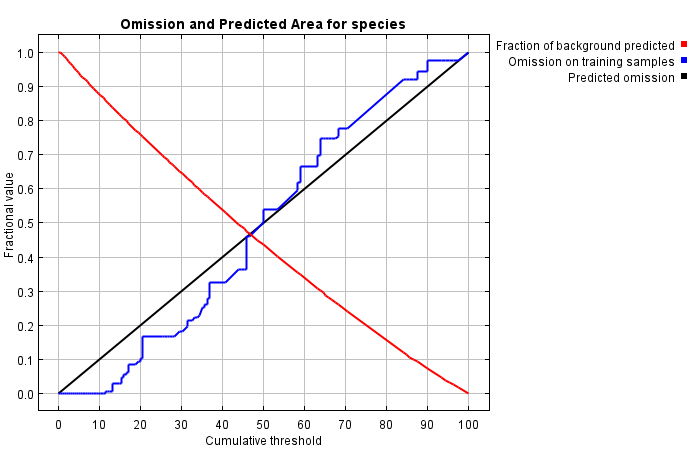 Omission and Predicted Area for species
Fraction of background predicted
Omission on training samples
Predicted omission
Fractional value
1.0
0.9
0.8
0.7
0.6
0.5
0.4
0.3
0.2
0.1
0.0
0 10 20 30 40 50 60 70 80 90 100
Cumulative threshold